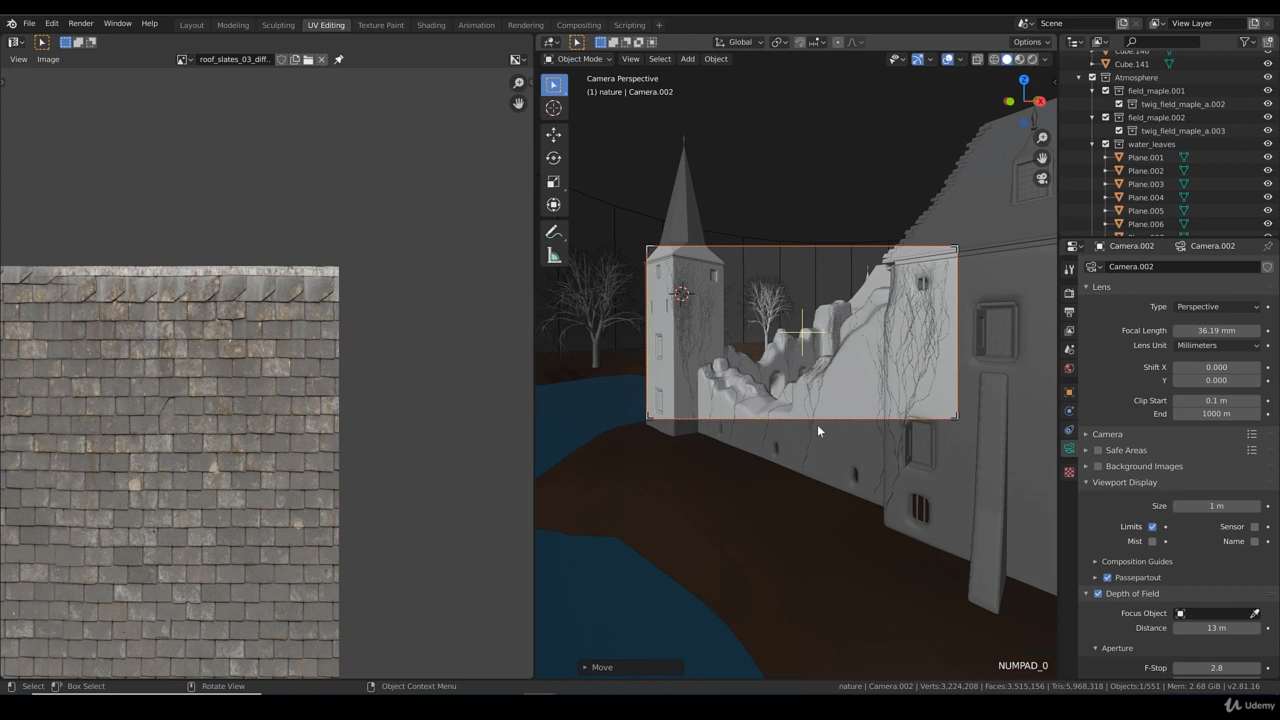 File Edit Render Window Help Layout Modeling Sculpting UV Editing Texture Paint Shading Animation Rendering Compositing Scripting + Scene View Layer
Global Options
View Image roof_slates_03_diff.. Object Mode View Select Add Object
Camera Perspective
(1) nature | Camera.002
Z
X
Cube.141
Atmosphere
field_maple.001
twig_field_maple_a.002
field_maple.002
twig_field_maple_a.003
water_leaves
Plane.001
Plane.002
Plane.003
Plane.004
Plane.005
Plane.006
Camera.002 Camera.002
Camera.002
Lens
Type Perspective
Focal Length 36.19 mm
Lens Unit Millimeters
Shift X 0.000
Y 0.000
Clip Start 0.1 m
End 1000 m
Camera
Safe Areas
Background Images
Viewport Display
Size 1 m
Limits Sensor
Mist Name
Composition Guides
Passepartout
Depth of Field
Focus Object
Distance 13 m
Aperture
F-Stop 2.8
Move
NUMPAD_0
Select Box Select Rotate View Object Context Menu nature | Camera.002 | Verts:3,224,208 | Faces:3,515,156 | Tris:5,968,318 | Objects:1/551 | Mem: 2.68 GiB | v2.81.16
Udemy